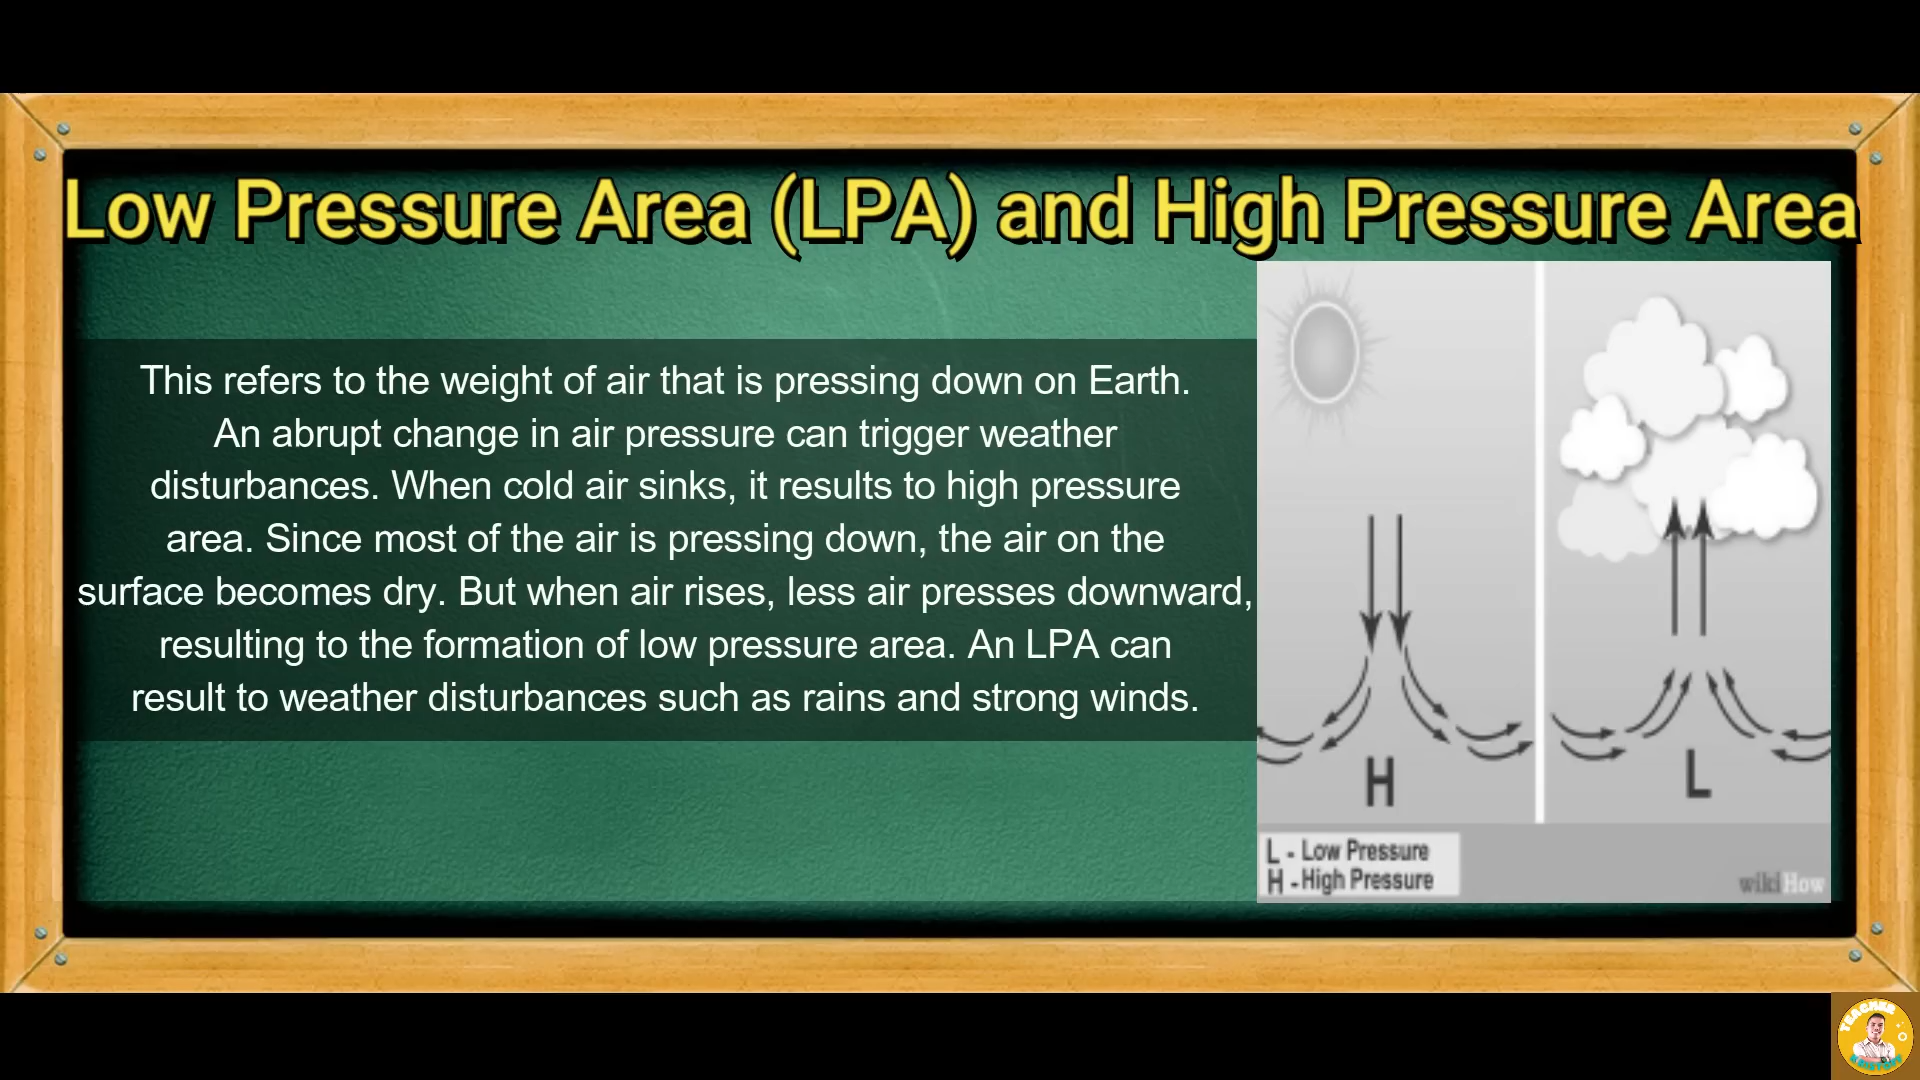 Low Pressure Area (LPA) and High Pressure Area
This refers to the weight of air that is pressing down on Earth.
An abrupt change in air pressure can trigger weather
disturbances. When cold air sinks, it results to high pressure
area. Since most of the air is pressing down, the air on the
surface becomes dry. But when air rises, less air presses downward,
resulting to the formation of low pressure area. An LPA can
result to weather disturbances such as rains and strong winds.
H
L
L - Low Pressure
H - High Pressure
wikiHow
TEACHER